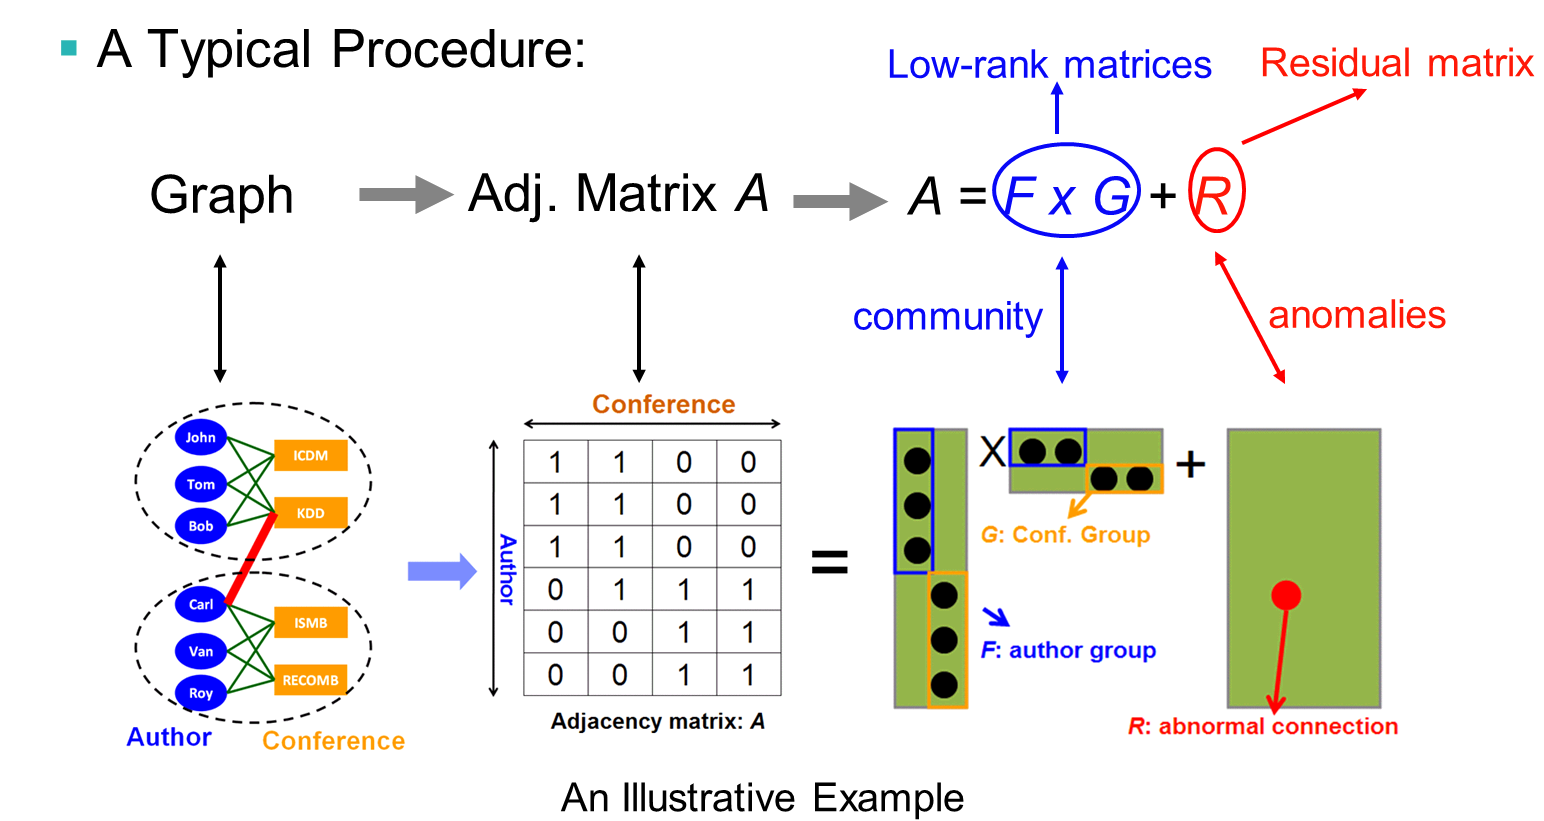 A Typical Procedure:
Low-rank matrices
Residual matrix
Graph
Adj. Matrix A
A = F x G + R
community
anomalies
John
Tom
Bob
ICDM
KDD
Carl
Van
Roy
ISMB
RECOMB
Author
Conference
Conference
Author
1 1 0 0
1 1 0 0
1 1 0 0
0 1 1 1
0 0 1 1
0 0 1 1
Adjacency matrix: A
=
X
+
G: Conf. Group
F: author group
R: abnormal connection
An Illustrative Example